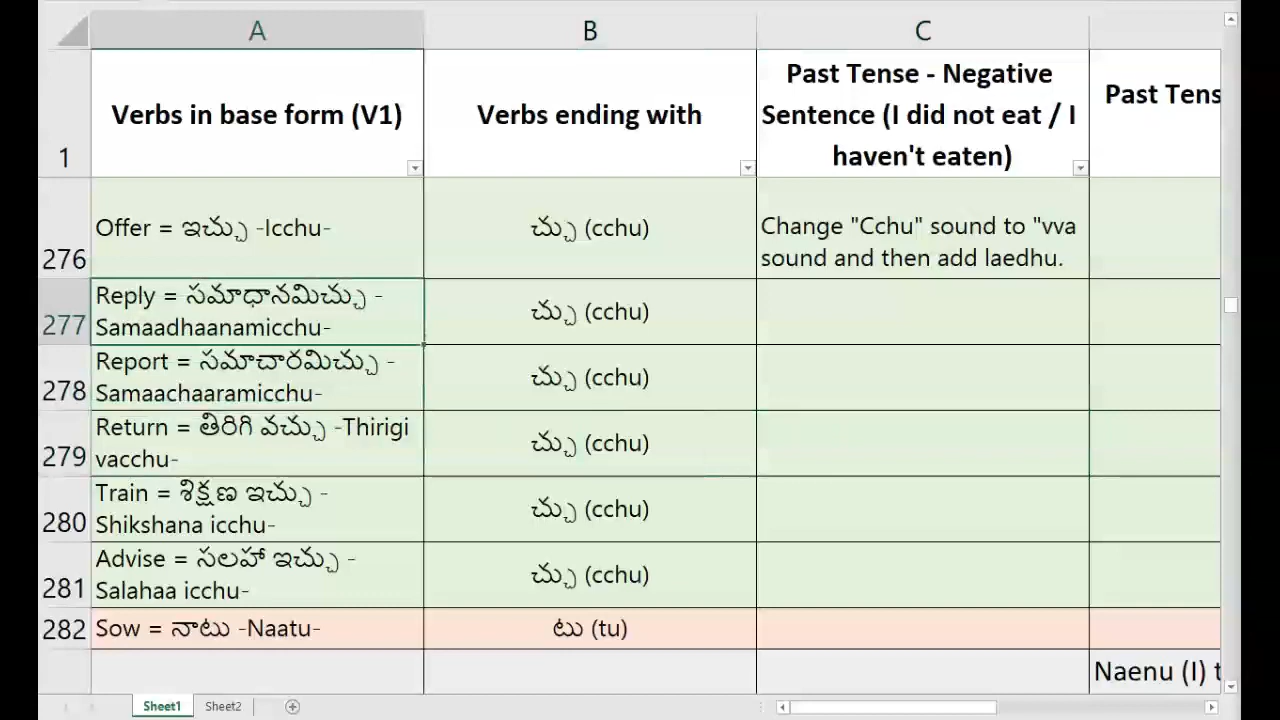 A B C
Verbs in base form (V1)
Verbs ending with
Past Tense - Negative
Sentence (I did not eat / I
haven't eaten)
Past Tens
1
Offer = ఇచ్చు -Icchu-
చ్చు (cchu)
Change "Cchu" sound to "vva
sound and then add laedhu.
276
Reply = సమాధానమిచ్చు -
Samaadhaanamicchu-
చ్చు (cchu)
277
Report = సమాచారమిచ్చు -
Samaachaaramicchu-
చ్చు (cchu)
278
Return = తిరిగి వచ్చు -Thirigi
vacchu-
చ్చు (cchu)
279
Train = శిక్షణ ఇచ్చు -
Shikshana icchu-
చ్చు (cchu)
280
Advise = సలహా ఇచ్చు -
Salahaa icchu-
చ్చు (cchu)
281
282 Sow = నాటు -Naatu- టు (tu)
Naenu (I) t
Sheet1 Sheet2